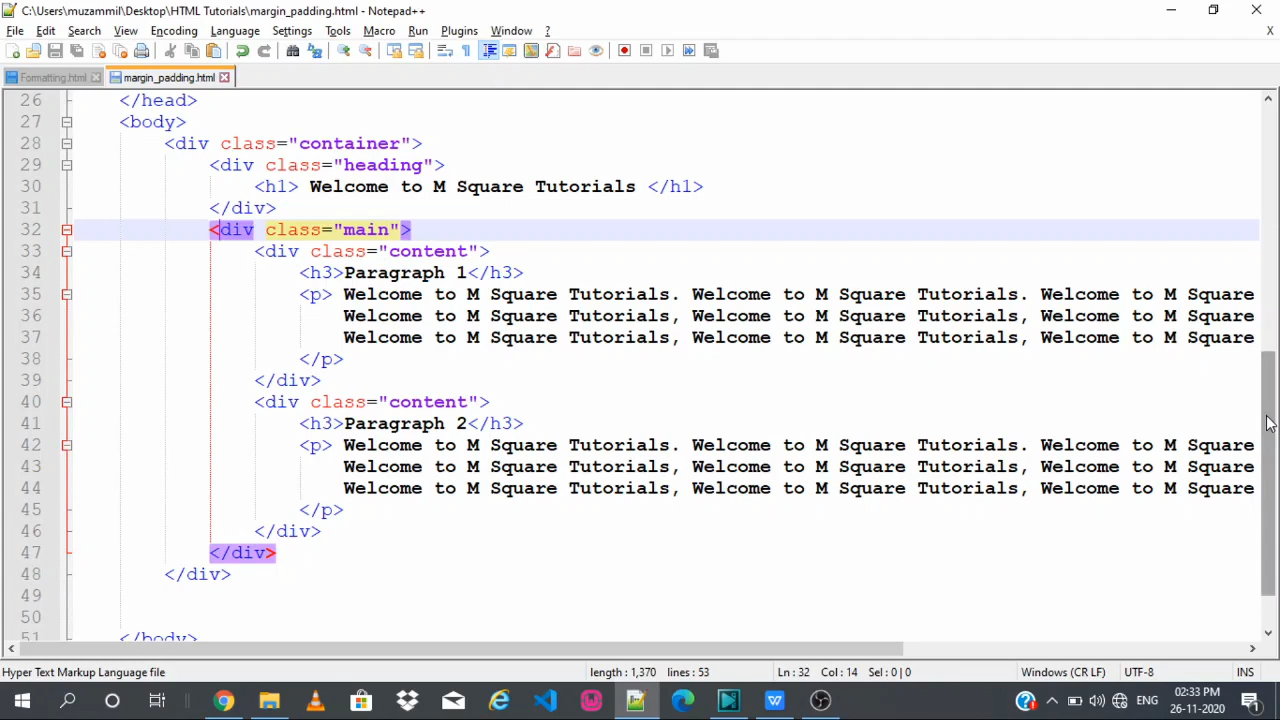 C:\Users\muzammil\Desktop\HTML Tutorials\margin_padding.html - Notepad++
File Edit Search View Encoding Language Settings Tools Macro Run Plugins Window ? X
Formatting.html margin_padding.html
26 </head>
27 <body>
28 <div class="container">
29 <div class="heading">
30 <h1> Welcome to M Square Tutorials </h1>
31 </div>
32 <div class="main">
33 <div class="content">
34 <h3>Paragraph 1</h3>
35 <p> Welcome to M Square Tutorials. Welcome to M Square Tutorials. Welcome to M Square
36 Welcome to M Square Tutorials, Welcome to M Square Tutorials, Welcome to M Square
37 Welcome to M Square Tutorials, Welcome to M Square Tutorials, Welcome to M Square
38 </p>
39 </div>
40 <div class="content">
41 <h3>Paragraph 2</h3>
42 <p> Welcome to M Square Tutorials. Welcome to M Square Tutorials. Welcome to M Square
43 Welcome to M Square Tutorials, Welcome to M Square Tutorials, Welcome to M Square
44 Welcome to M Square Tutorials, Welcome to M Square Tutorials, Welcome to M Square
45 </p>
46 </div>
47 </div>
48 </div>
49
50
51 </body>
Hyper Text Markup Language file length : 1,370 lines : 53 Ln : 32 Col : 14 Sel : 0 | 0 Windows (CR LF) UTF-8 INS
ENG 02:33 PM
26-11-2020